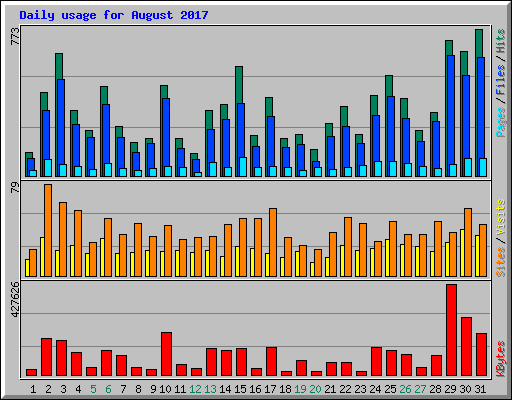 Daily usage for August 2017
773
Pages / Files / Hits
79
Sites / Visits
427626
KBytes
1 2 3 4 5 6 7 8 9 10 11 12 13 14 15 16 17 18 19 20 21 22 23 24 25 26 27 28 29 30 31